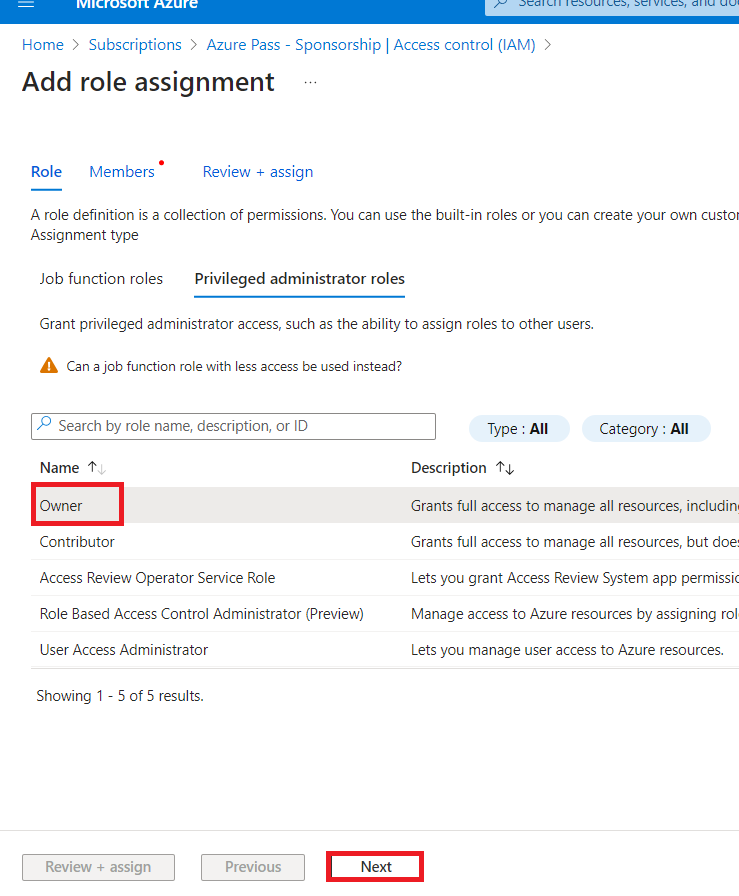 Microsoft Azure
Search resources, services, and do
Home > Subscriptions > Azure Pass - Sponsorship | Access control (IAM) >
Add role assignment ...
Role Members Review + assign
A role definition is a collection of permissions. You can use the built-in roles or you can create your own custo
Assignment type
Job function roles Privileged administrator roles
Grant privileged administrator access, such as the ability to assign roles to other users.
Can a job function role with less access be used instead?
Search by role name, description, or ID Type : All Category : All
Name ↑↓ Description ↑↓
Owner Grants full access to manage all resources, includin
Contributor Grants full access to manage all resources, but doe
Access Review Operator Service Role Lets you grant Access Review System app permissio
Role Based Access Control Administrator (Preview) Manage access to Azure resources by assigning rol
User Access Administrator Lets you manage user access to Azure resources.
Showing 1 - 5 of 5 results.
Review + assign Previous Next